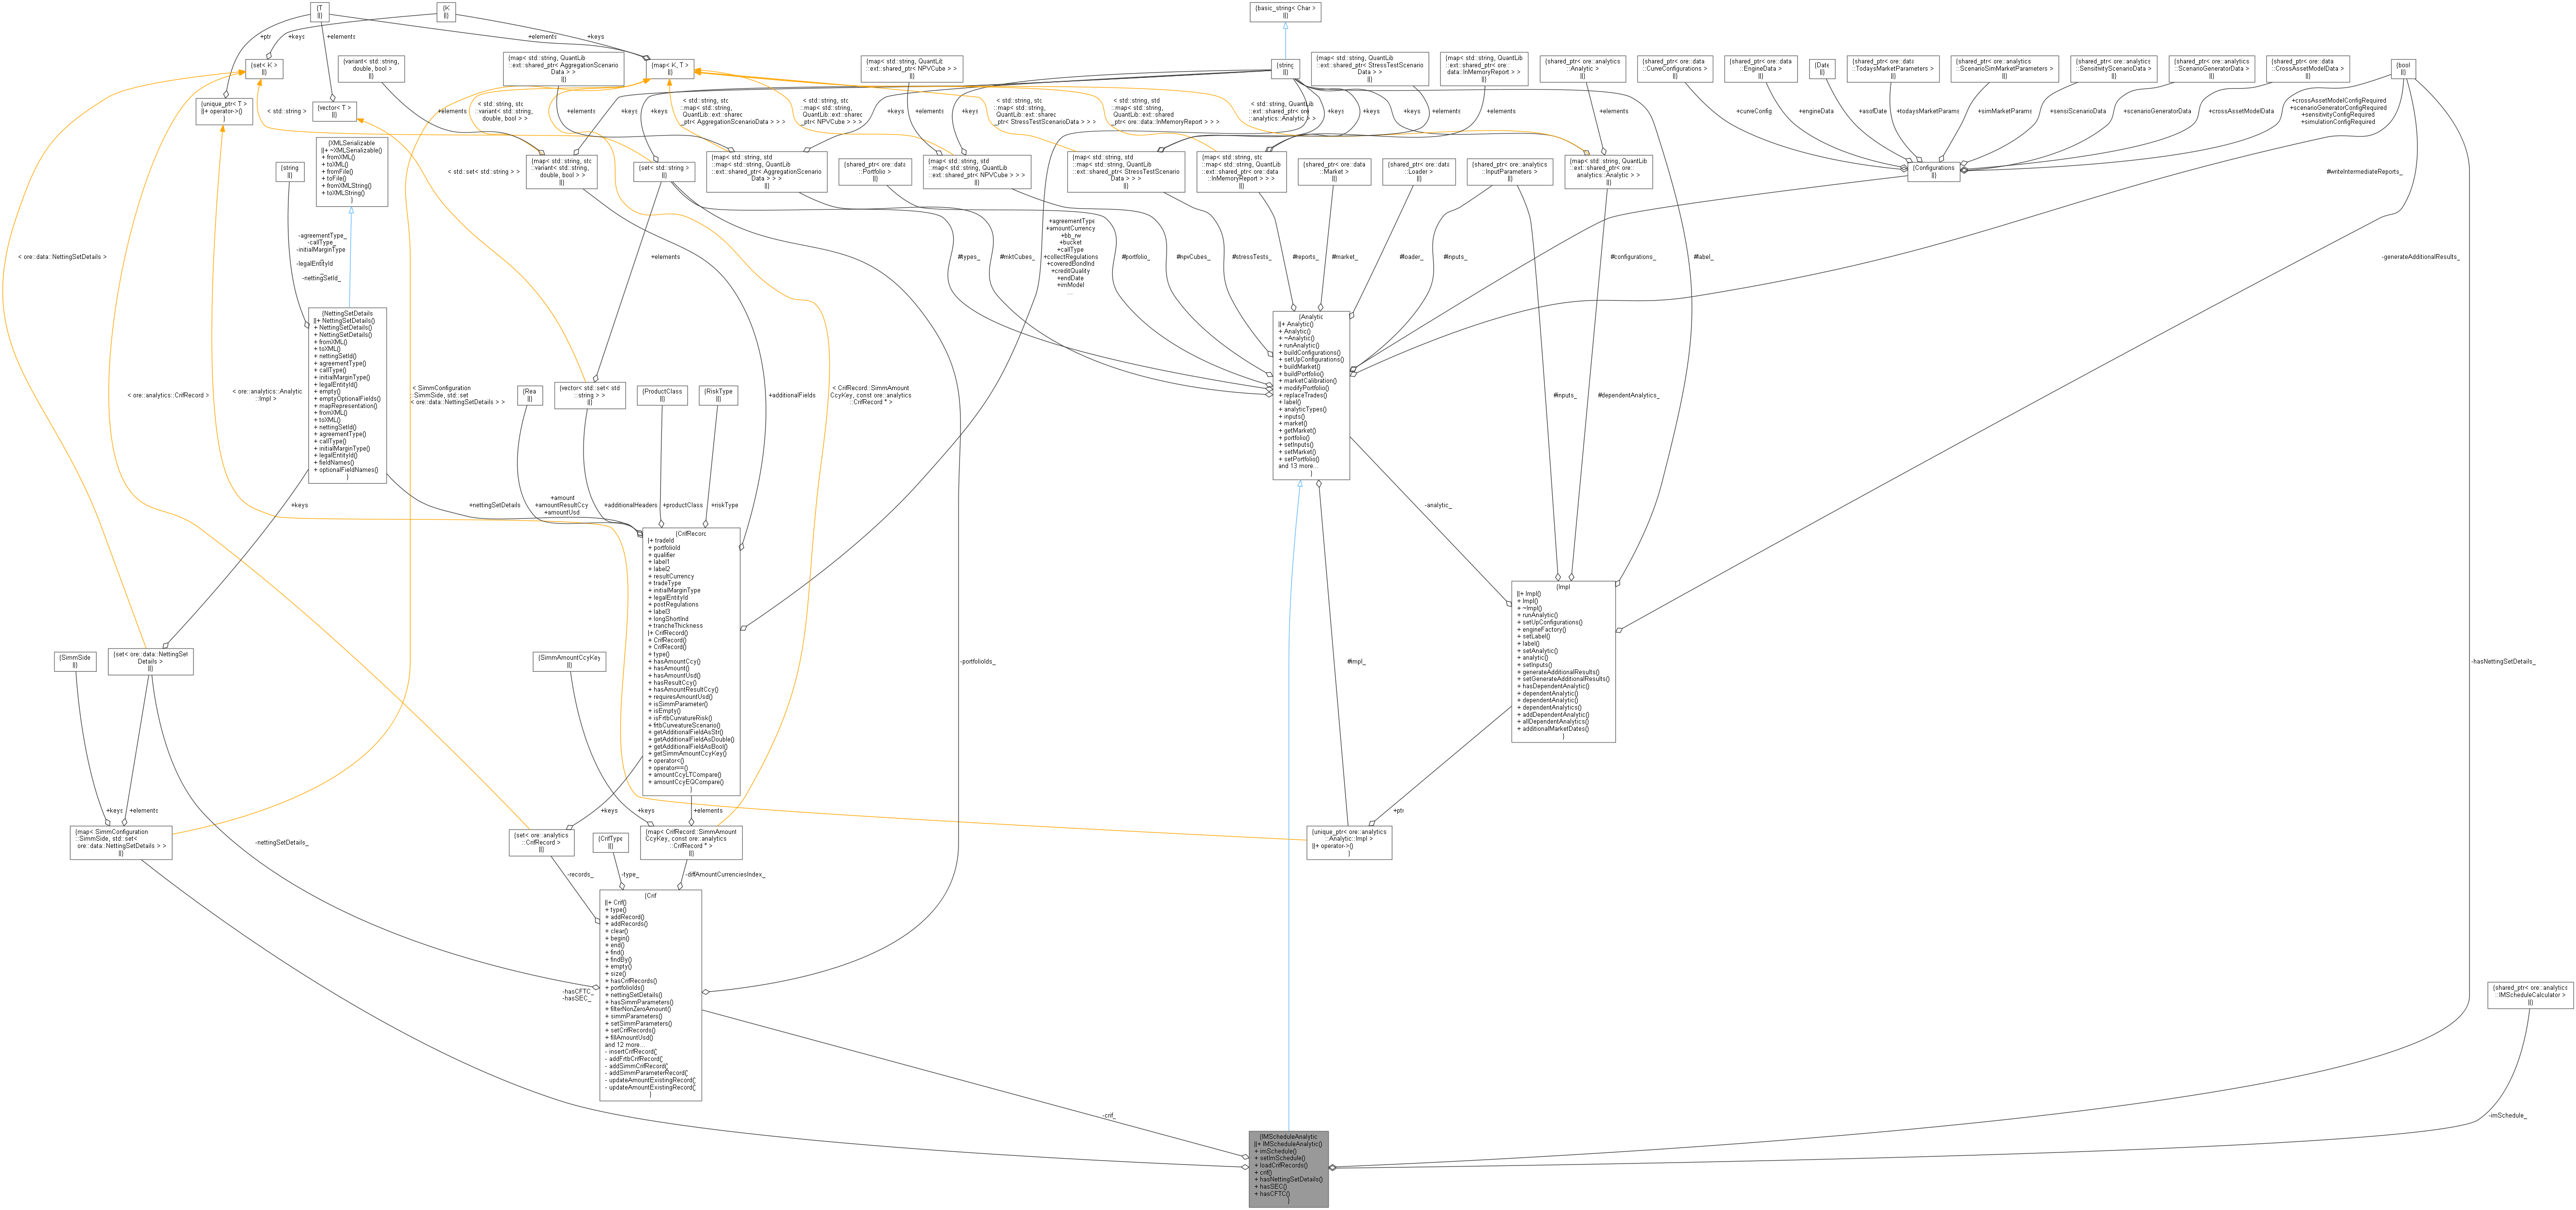 {T
||}
{K
||}
{basic_string< Char >
||}
+ptr
+elements
+keys
+elements
+keys
{set< K >
||}
{variant< std::string,
double, bool >
||}
{map< std::string, QuantLib
::ext::shared_ptr< AggregationScenario
Data > >
||}
{map< K, T >
||}
{map< std::string, QuantLib
::ext::shared_ptr< NPVCube > >
||}
{string
||}
{map< std::string, QuantLib
::ext::shared_ptr< StressTestScenario
Data > >
||}
{map< std::string, QuantLib
::ext::shared_ptr< ore::
data::InMemoryReport > >
||}
{shared_ptr< ore::analytics
::Analytic >
||}
{shared_ptr< ore::data
::CurveConfigurations >
||}
{shared_ptr< ore::data
::EngineData >
||}
{Date
||}
{shared_ptr< ore::data
::TodaysMarketParameters >
||}
{shared_ptr< ore::analytics
::ScenarioSimMarketParameters >
||}
{shared_ptr< ore::analytics
::SensitivityScenarioData >
||}
{shared_ptr< ore::analytics
::ScenarioGeneratorData >
||}
{shared_ptr< ore::data
::CrossAssetModelData >
||}
{bool
||}
{unique_ptr< T >
||+ operator->()
}
{vector< T >
||}
< std::string >
+elements
< std::string, std
::variant< std::string,
double, bool > >
+elements
+keys
+keys
< std::string, std
::map< std::string,
QuantLib::ext::shared
_ptr< AggregationScenarioData > > >
+keys
< std::string, std
::map< std::string,
QuantLib::ext::shared
_ptr< NPVCube > > >
+elements
+keys
< std::string, std
::map< std::string,
QuantLib::ext::shared
_ptr< StressTestScenarioData > > >
< std::string, std
::map< std::string,
QuantLib::ext::shared
_ptr< ore::data::InMemoryReport > > >
< std::string, QuantLib
::ext::shared_ptr< ore
::analytics::Analytic > >
+keys
+keys
+elements
+keys
+elements
+elements
+curveConfig
+engineData
+asofDate
+todaysMarketParams
+simMarketParams
+sensiScenarioData
+scenarioGeneratorData
+crossAssetModelData
+crossAssetModelConfigRequired
+scenarioGeneratorConfigRequired
+sensitivityConfigRequired
+simulationConfigRequired
{string
||}
{XMLSerializable
||+ ~XMLSerializable()
+ fromXML()
+ toXML()
+ fromFile()
+ toFile()
+ fromXMLString()
+ toXMLString()
}
< std::set< std::string > >
{map< std::string, std
::variant< std::string,
double, bool > >
||}
{set< std::string >
||}
{map< std::string, std
::map< std::string, QuantLib
::ext::shared_ptr< AggregationScenario
Data > > >
||}
{shared_ptr< ore::data
::Portfolio >
||}
{map< std::string, std
::map< std::string, QuantLib
::ext::shared_ptr< NPVCube > > >
||}
{map< std::string, std
::map< std::string, QuantLib
::ext::shared_ptr< StressTestScenario
Data > > >
||}
{map< std::string, std
::map< std::string, QuantLib
::ext::shared_ptr< ore::data
::InMemoryReport > > >
||}
{shared_ptr< ore::data
::Market >
||}
{shared_ptr< ore::data
::Loader >
||}
{shared_ptr< ore::analytics
::InputParameters >
||}
{map< std::string, QuantLib
::ext::shared_ptr< ore::
analytics::Analytic > >
||}
{Configurations
||}
#writeIntermediateReports_
-agreementType_
-callType_
-initialMarginType
_
-legalEntityId
_
-nettingSetId_
< ore::data::NettingSetDetails >
+elements
+agreementType
+amountCurrency
+bb_rw
+bucket
+callType
+collectRegulations
+coveredBondInd
+creditQuality
+endDate
+imModel
...
#types_
#mktCubes_
#portfolio_
#npvCubes_
#stressTests_
#reports_
#market_
#loader_
#inputs_
#configurations_
#label_
-generateAdditionalResults_
{NettingSetDetails
||+ NettingSetDetails()
+ NettingSetDetails()
+ NettingSetDetails()
+ fromXML()
+ toXML()
+ nettingSetId()
+ agreementType()
+ callType()
+ initialMarginType()
+ legalEntityId()
+ empty()
+ emptyOptionalFields()
+ mapRepresentation()
+ fromXML()
+ toXML()
+ nettingSetId()
+ agreementType()
+ callType()
+ initialMarginType()
+ legalEntityId()
+ fieldNames()
+ optionalFieldNames()
}
{Analytic
||+ Analytic()
+ Analytic()
+ ~Analytic()
+ runAnalytic()
+ buildConfigurations()
+ setUpConfigurations()
+ buildMarket()
+ buildPortfolio()
+ marketCalibration()
+ modifyPortfolio()
+ replaceTrades()
+ label()
+ analyticTypes()
+ inputs()
+ market()
+ getMarket()
+ portfolio()
+ setInputs()
+ setMarket()
+ setPortfolio()
and 13 more...
}
< ore::analytics::CrifRecord >
< ore::analytics::Analytic
::Impl >
< SimmConfiguration
::SimmSide, std::set
< ore::data::NettingSetDetails > >
{Real
||}
{vector< std::set< std
::string > >
||}
{ProductClass
||}
{RiskType
||}
+additionalFields
< CrifRecord::SimmAmount
CcyKey, const ore::analytics
::CrifRecord * >
#inputs_
#dependentAnalytics_
+keys
+nettingSetDetails
+amount
+amountResultCcy
+amountUsd
+additionalHeaders
+productClass
+riskType
-analytic_
{CrifRecord
|+ tradeId
+ portfolioId
+ qualifier
+ label1
+ label2
+ resultCurrency
+ tradeType
+ initialMarginType
+ legalEntityId
+ postRegulations
+ label3
+ longShortInd
+ trancheThickness
|+ CrifRecord()
+ CrifRecord()
+ CrifRecord()
+ type()
+ hasAmountCcy()
+ hasAmount()
+ hasAmountUsd()
+ hasResultCcy()
+ hasAmountResultCcy()
+ requiresAmountUsd()
+ isSimmParameter()
+ isEmpty()
+ isFrtbCurvatureRisk()
+ frtbCurveatureScenario()
+ getAdditionalFieldAsStr()
+ getAdditionalFieldAsDouble()
+ getAdditionalFieldAsBool()
+ getSimmAmountCcyKey()
+ operator<()
+ operator==()
+ amountCcyLTCompare()
+ amountCcyEQCompare()
}
{Impl
||+ Impl()
+ Impl()
+ ~Impl()
+ runAnalytic()
+ setUpConfigurations()
+ engineFactory()
+ setLabel()
+ label()
+ setAnalytic()
+ analytic()
+ setInputs()
+ generateAdditionalResults()
+ setGenerateAdditionalResults()
+ hasDependentAnalytic()
+ dependentAnalytic()
+ dependentAnalytic()
+ dependentAnalytics()
+ addDependentAnalytic()
+ allDependentAnalytics()
+ additionalMarketDates()
}
{SimmSide
||}
{set< ore::data::NettingSet
Details >
||}
{SimmAmountCcyKey
||}
-portfolioIds_
#impl_
-hasNettingSetDetails_
+keys
+elements
+keys
+keys
+elements
+ptr
{map< SimmConfiguration
::SimmSide, std::set<
ore::data::NettingSetDetails > >
||}
-nettingSetDetails_
{set< ore::analytics
::CrifRecord >
||}
{CrifType
||}
{map< CrifRecord::SimmAmount
CcyKey, const ore::analytics
::CrifRecord * >
||}
{unique_ptr< ore::analytics
::Analytic::Impl >
||+ operator->()
}
-records_
-type_
-diffAmountCurrenciesIndex_
{Crif
||+ Crif()
+ type()
+ addRecord()
+ addRecords()
+ clear()
+ begin()
+ end()
+ find()
+ findBy()
+ empty()
+ size()
+ hasCrifRecords()
+ portfolioIds()
+ nettingSetDetails()
+ hasSimmParameters()
+ filterNonZeroAmount()
+ simmParameters()
+ setSimmParameters()
+ setCrifRecords()
+ fillAmountUsd()
and 12 more...
- insertCrifRecord()
- addFrtbCrifRecord()
- addSimmCrifRecord()
- addSimmParameterRecord()
- updateAmountExistingRecord()
- updateAmountExistingRecord()
}
-hasCFTC_
-hasSEC_
{shared_ptr< ore::analytics
::IMScheduleCalculator >
||}
-crif_
-imSchedule_
{IMScheduleAnalytic
||+ IMScheduleAnalytic()
+ imSchedule()
+ setImSchedule()
+ loadCrifRecords()
+ crif()
+ hasNettingSetDetails()
+ hasSEC()
+ hasCFTC()
}